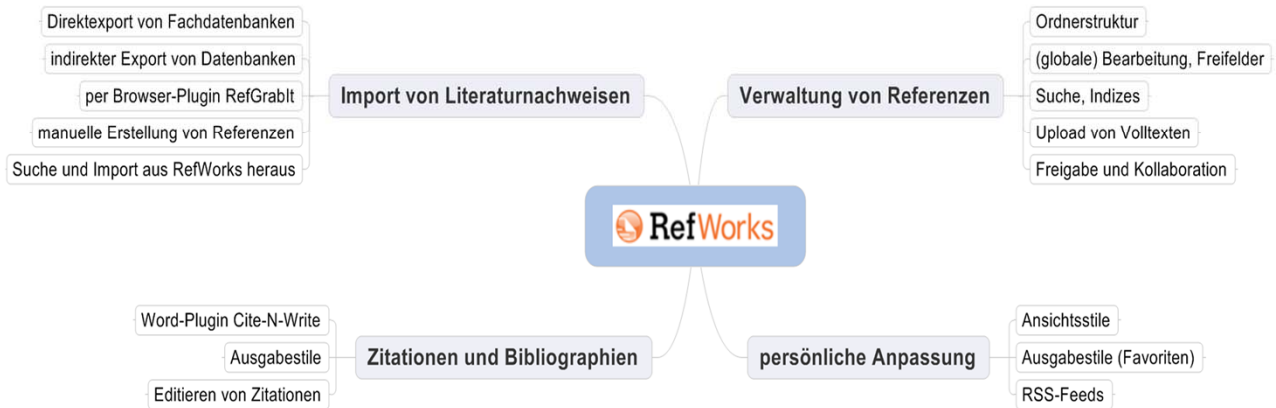 Direktexport von Fachdatenbanken
indirekter Export von Datenbanken
per Browser-Plugin RefGrabIt
manuelle Erstellung von Referenzen
Suche und Import aus RefWorks heraus
Import von Literaturnachweisen
Verwaltung von Referenzen
Ordnerstruktur
(globale) Bearbeitung, Freifelder
Suche, Indizes
Upload von Volltexten
Freigabe und Kollaboration
RefWorks
Word-Plugin Cite-N-Write
Ausgabestile
Editieren von Zitationen
Zitationen und Bibliographien
persönliche Anpassung
Ansichtsstile
Ausgabestile (Favoriten)
RSS-Feeds